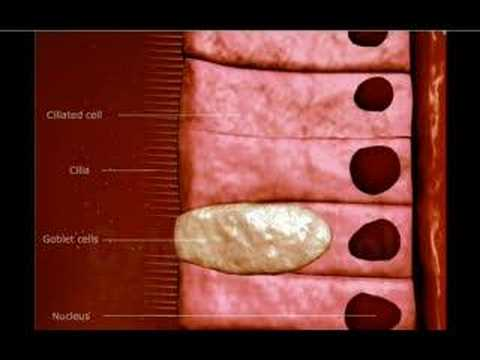 Ciliated cell
Cilia
Goblet cells
Nucleus